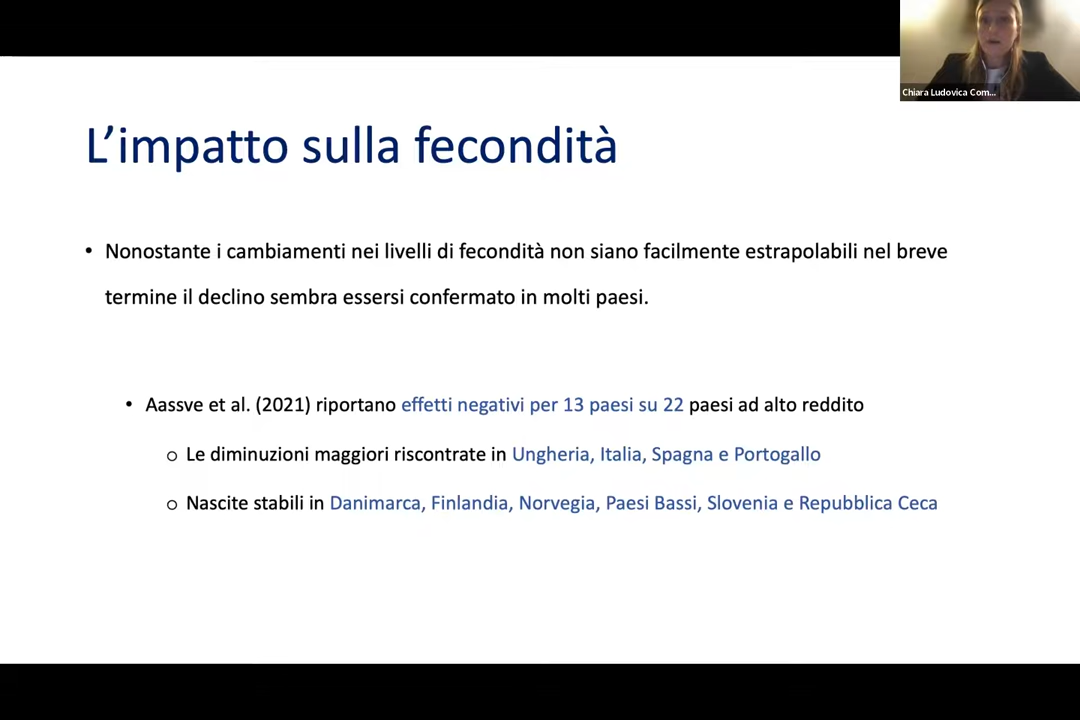 Chiara Ludovica Com...
L’impatto sulla fecondità
• Nonostante i cambiamenti nei livelli di fecondità non siano facilmente estrapolabili nel breve
termine il declino sembra essersi confermato in molti paesi.
• Aassve et al. (2021) riportano effetti negativi per 13 paesi su 22 paesi ad alto reddito
o Le diminuzioni maggiori riscontrate in Ungheria, Italia, Spagna e Portogallo
o Nascite stabili in Danimarca, Finlandia, Norvegia, Paesi Bassi, Slovenia e Repubblica Ceca